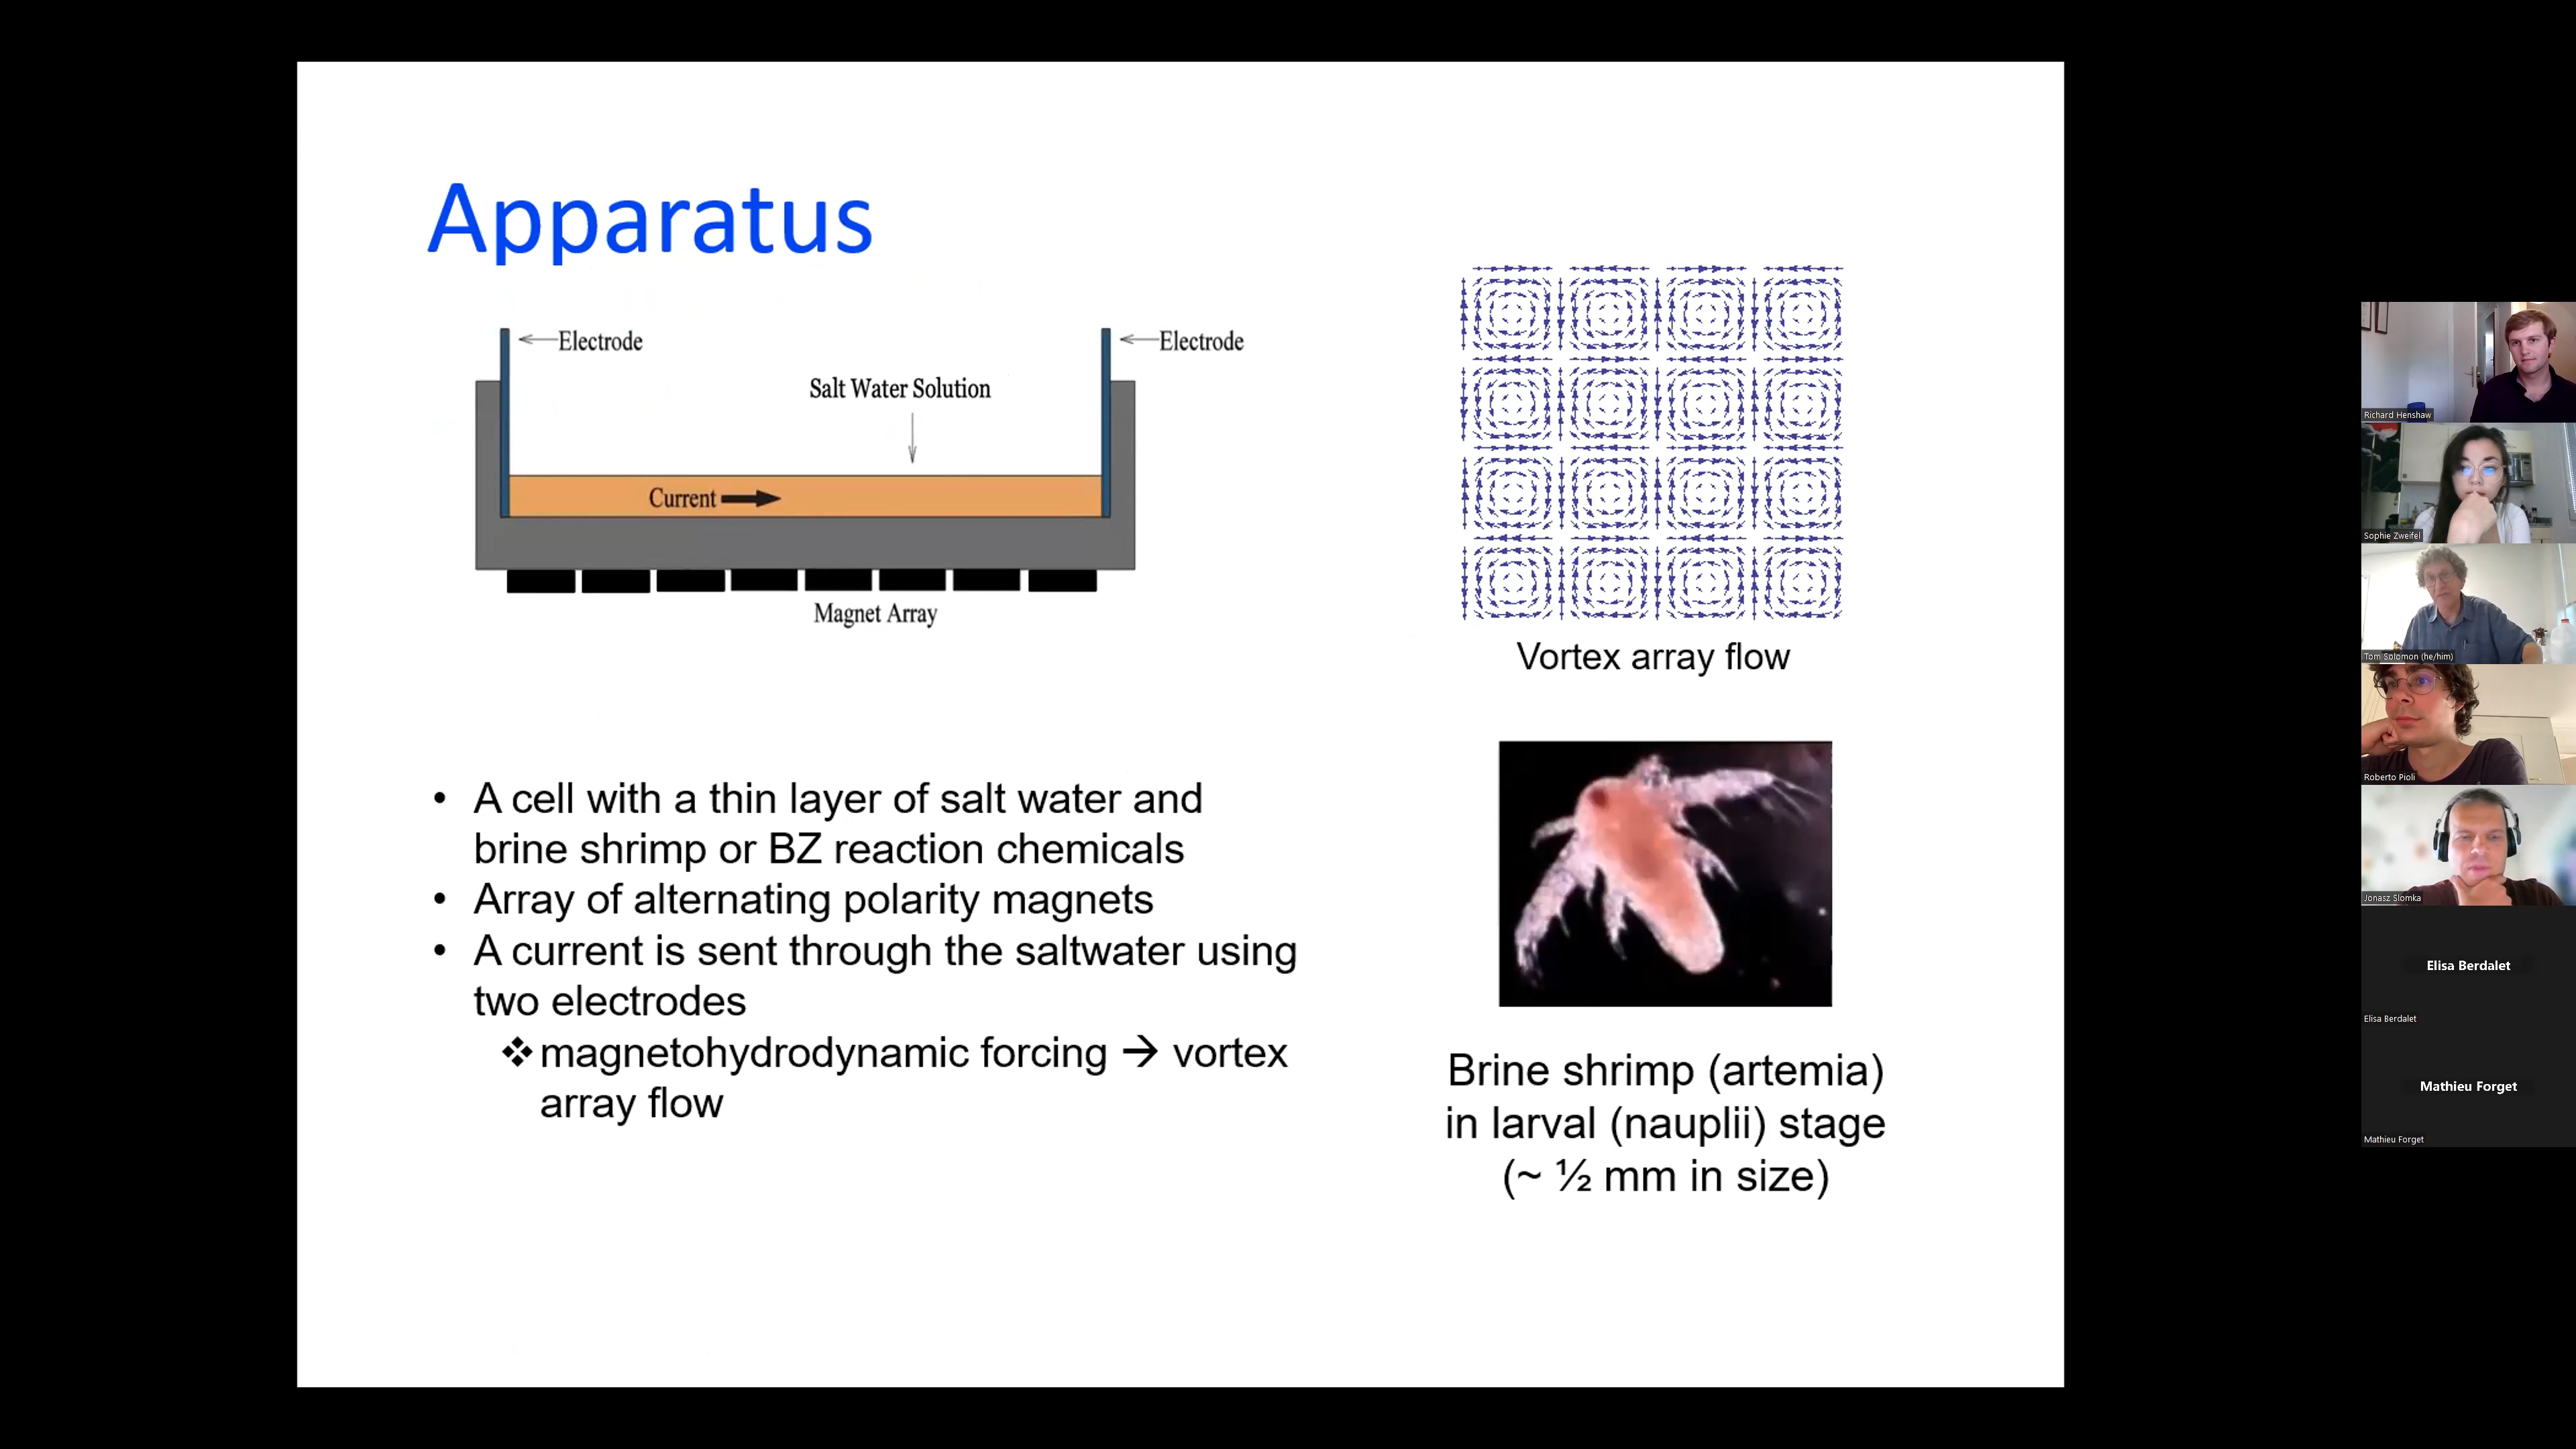 Apparatus
Electrode
Electrode
Salt Water Solution
Current
Magnet Array
Vortex array flow
• A cell with a thin layer of salt water and
brine shrimp or BZ reaction chemicals
• Array of alternating polarity magnets
• A current is sent through the saltwater using
two electrodes
❖ magnetohydrodynamic forcing → vortex
array flow
Brine shrimp (artemia)
in larval (nauplii) stage
(~ ½ mm in size)
Richard Henshaw
Sophie Zweifel
Tom Solomon (he/him)
Roberto Pioli
Jonasz Slomka
Elisa Berdalet
Elisa Berdalet
Mathieu Forget
Mathieu Forget